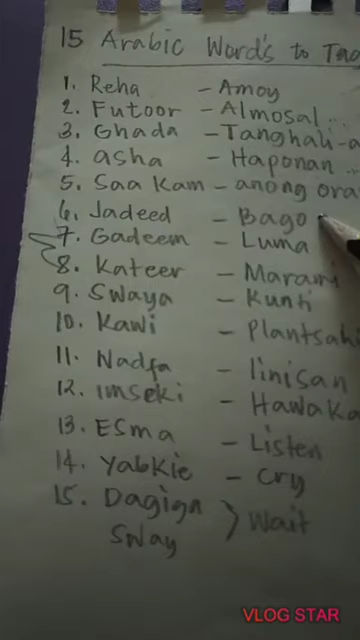 15 Arabic Word's to Tag
1. Reha - Amoy
2. Futoor - Almosal...
3. Ghada - Tanghali-a
4. asha - Haponan ...
5. Saa Kam - anong ora
6. Jadeed - Bago
7. Gadeem - Luma
8. Kateer - Marami
9. Swaya - Kunti
10. Kawi - Plantsah
11. Nadfa - linisan
12. imseki - Hawaka
13. Esma - Listen
14. Yabkie - Cry
15. Dagiga } Wait
Sway
VLOG STAR